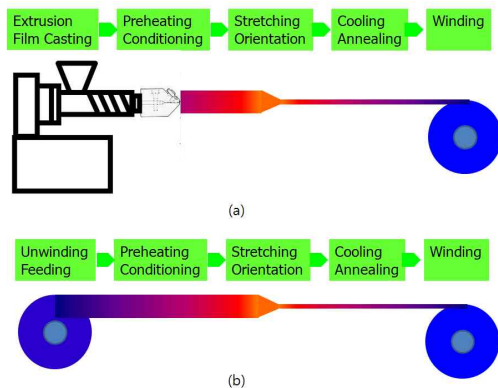 Extrusion Film Casting
Preheating Conditioning
Stretching Orientation
Cooling Annealing
Winding
(a)
Unwinding Feeding
Preheating Conditioning
Stretching Orientation
Cooling Annealing
Winding
(b)